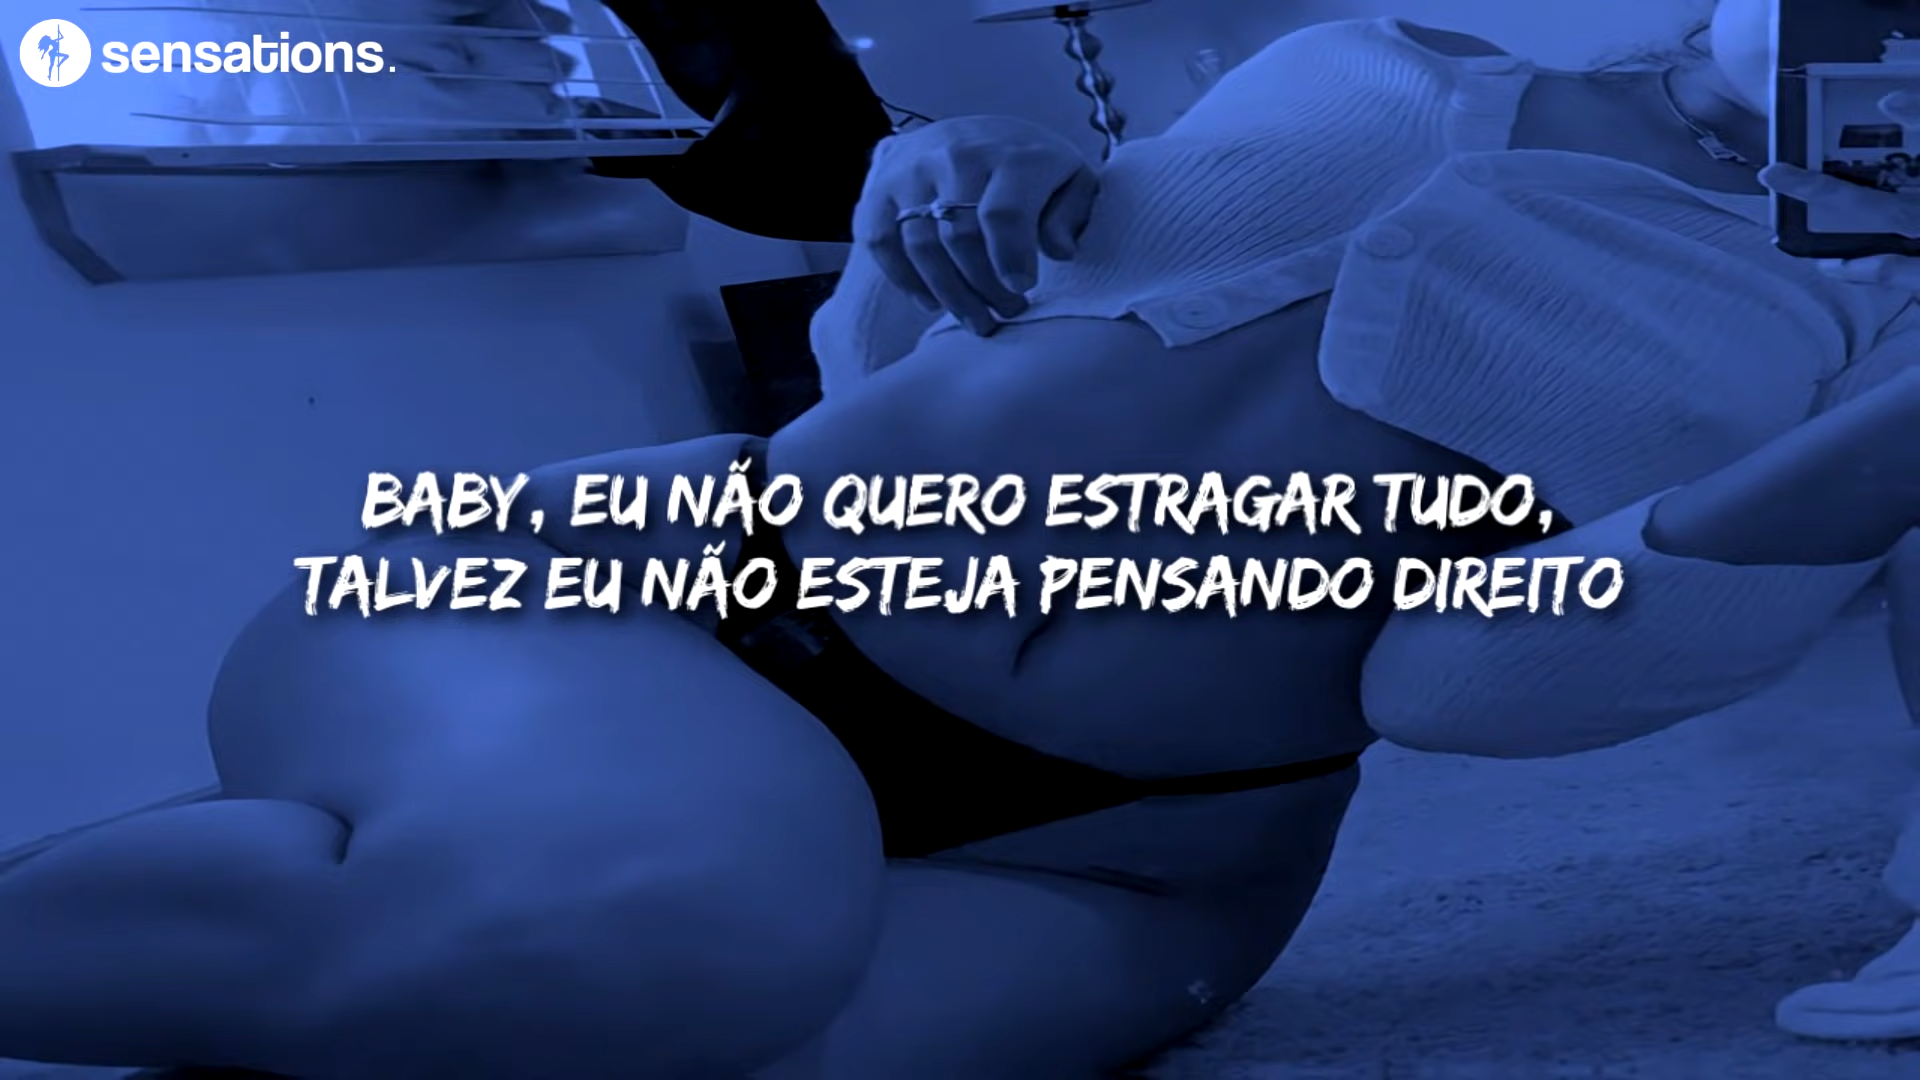 sensations.
BABY, EU NÃO QUERO ESTRAGAR TUDO,
TALVEZ EU NÃO ESTEJA PENSANDO DIREITO